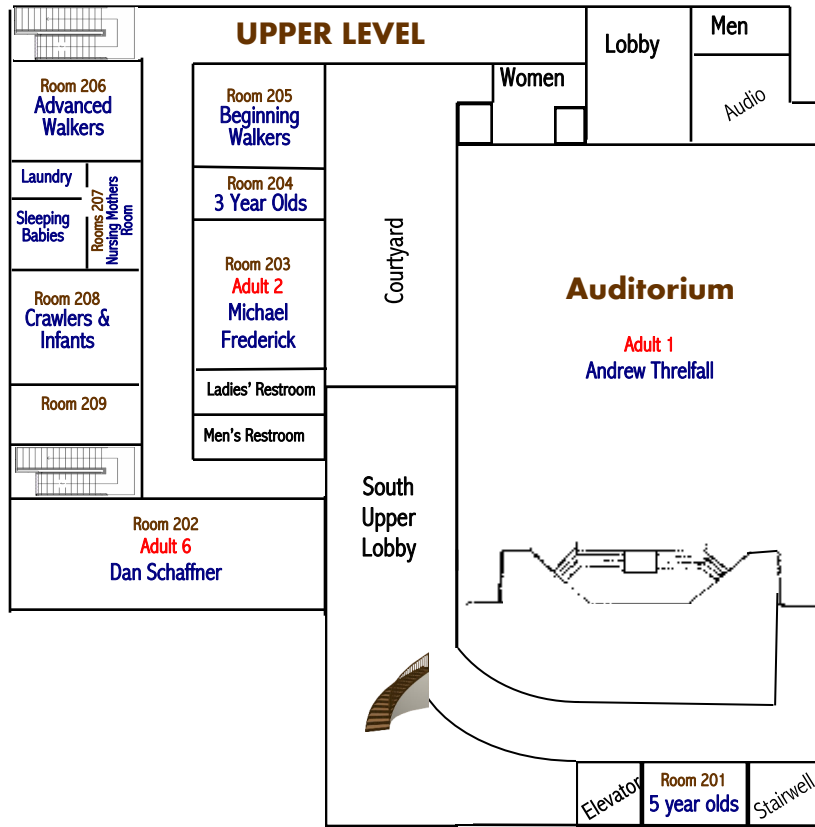 UPPER LEVEL
Lobby
Men
Women
Audio
Room 206
Advanced
Walkers
Room 205
Beginning
Walkers
Laundry
Rooms 207
Nursing Mothers
Room
Sleeping
Babies
Room 204
3 Year Olds
Courtyard
Room 203
Adult 2
Michael
Frederick
Auditorium
Adult 1
Andrew Threlfall
Room 208
Crawlers &
Infants
Ladies' Restroom
Room 209
Men's Restroom
South
Upper
Lobby
Room 202
Adult 6
Dan Schaffner
Elevator
Room 201
5 year olds
Stairwell